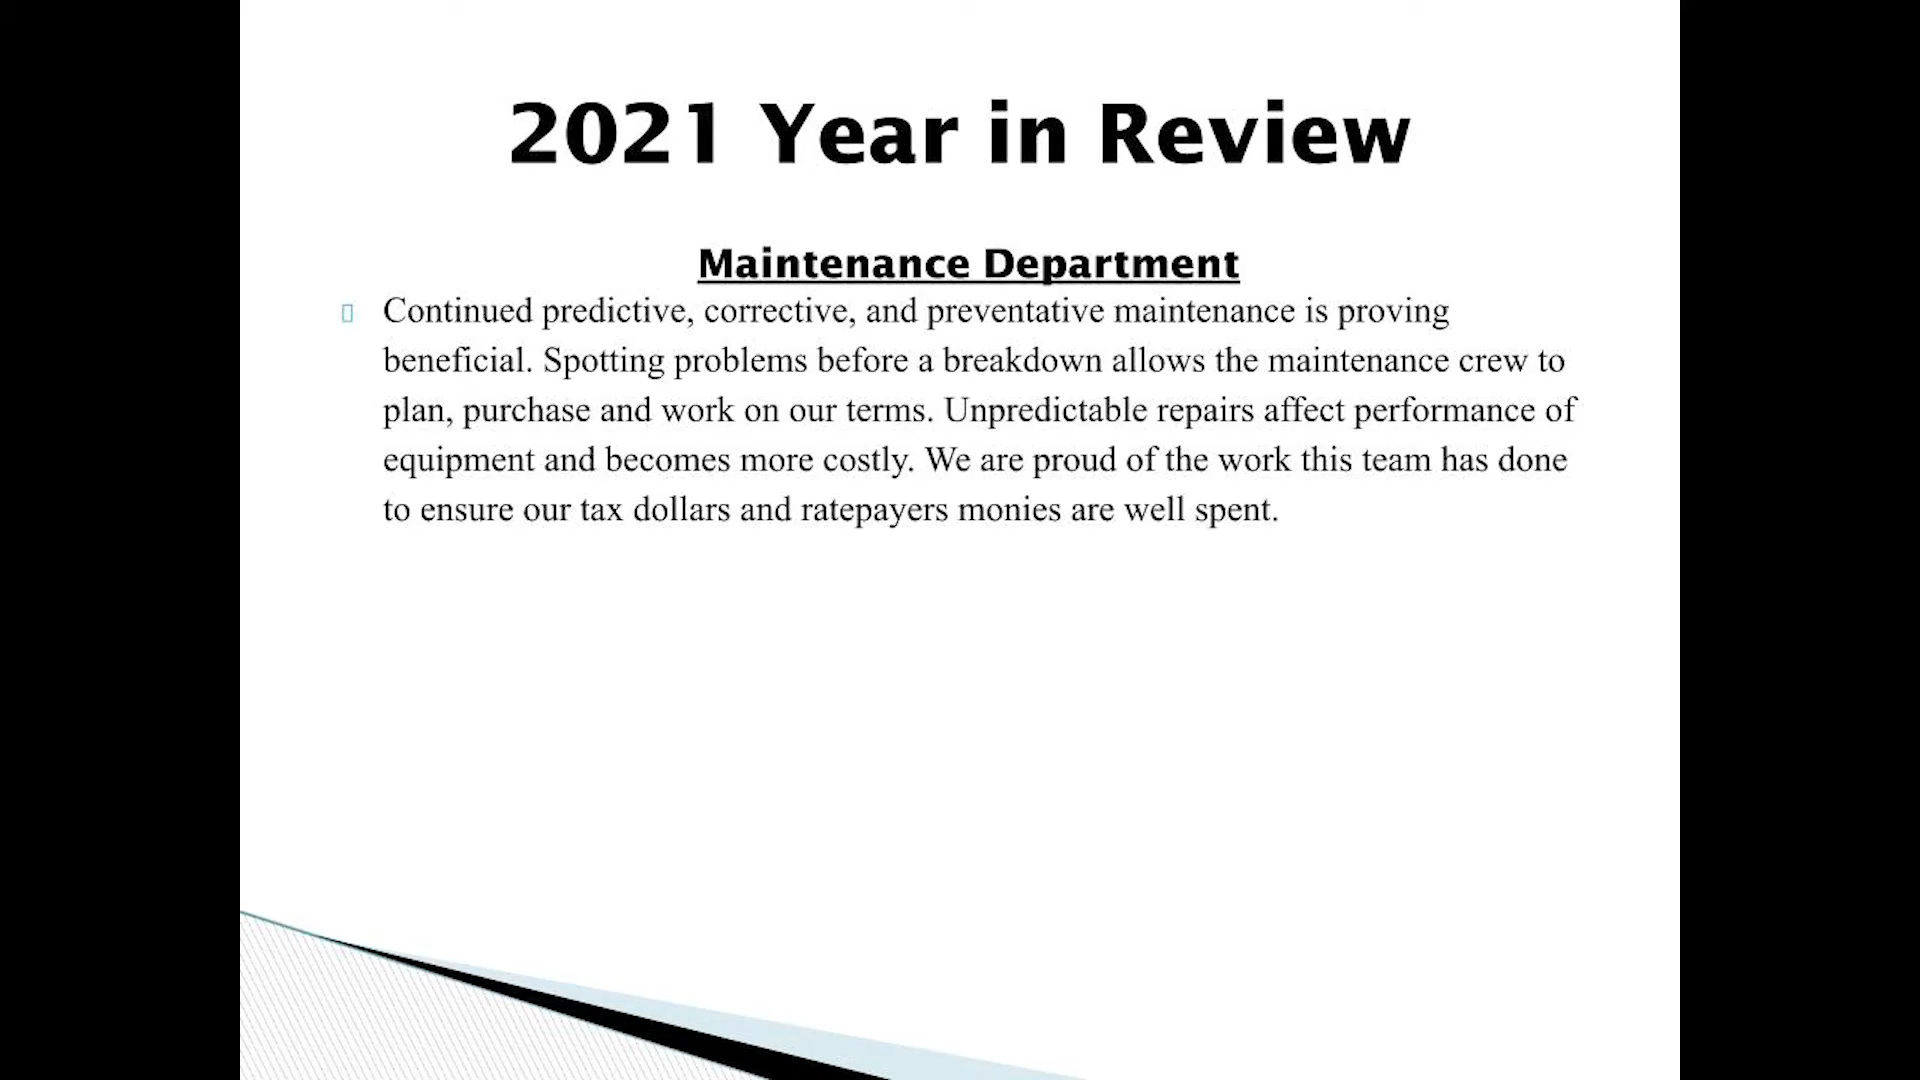 2021 Year in Review
Maintenance Department
Continued predictive, corrective, and preventative maintenance is proving
beneficial. Spotting problems before a breakdown allows the maintenance crew to
plan, purchase and work on our terms. Unpredictable repairs affect performance of
equipment and becomes more costly. We are proud of the work this team has done
to ensure our tax dollars and ratepayers monies are well spent.